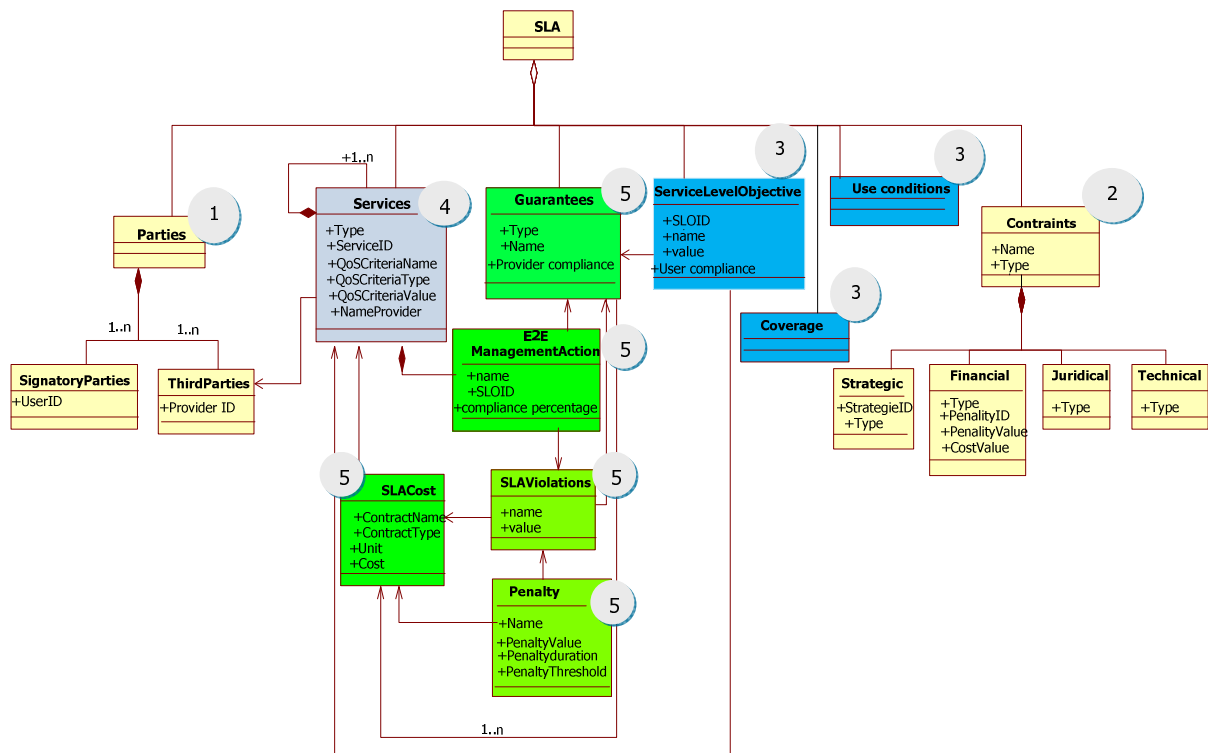 SLA
+1..n
Parties
1
Services
4
+Type
+ServiceID
+QoSCriteriaName
+QoSCriteriaType
+QoSCriteriaValue
+NameProvider
Guarantees
5
+Type
+Name
+Provider compliance
ServiceLevelObjective
3
+SLOID
+name
+value
+User compliance
Use conditions
3
Coverage
3
Contraints
2
+Name
+Type
1..n
1..n
SignatoryParties
+UserID
ThirdParties
+Provider ID
E2E
ManagementAction
5
+name
+SLOID
+compliance percentage
Strategic
+StrategieID
+Type
Financial
+Type
+PenalityID
+PenalityValue
+CostValue
Juridical
+Type
Technical
+Type
5
SLACost
+ContractName
+ContractType
+Unit
+Cost
SLAViolations
5
+name
+value
Penalty
5
+Name
+PenaltyValue
+Penaltyduration
+PenaltyThreshold
1..n